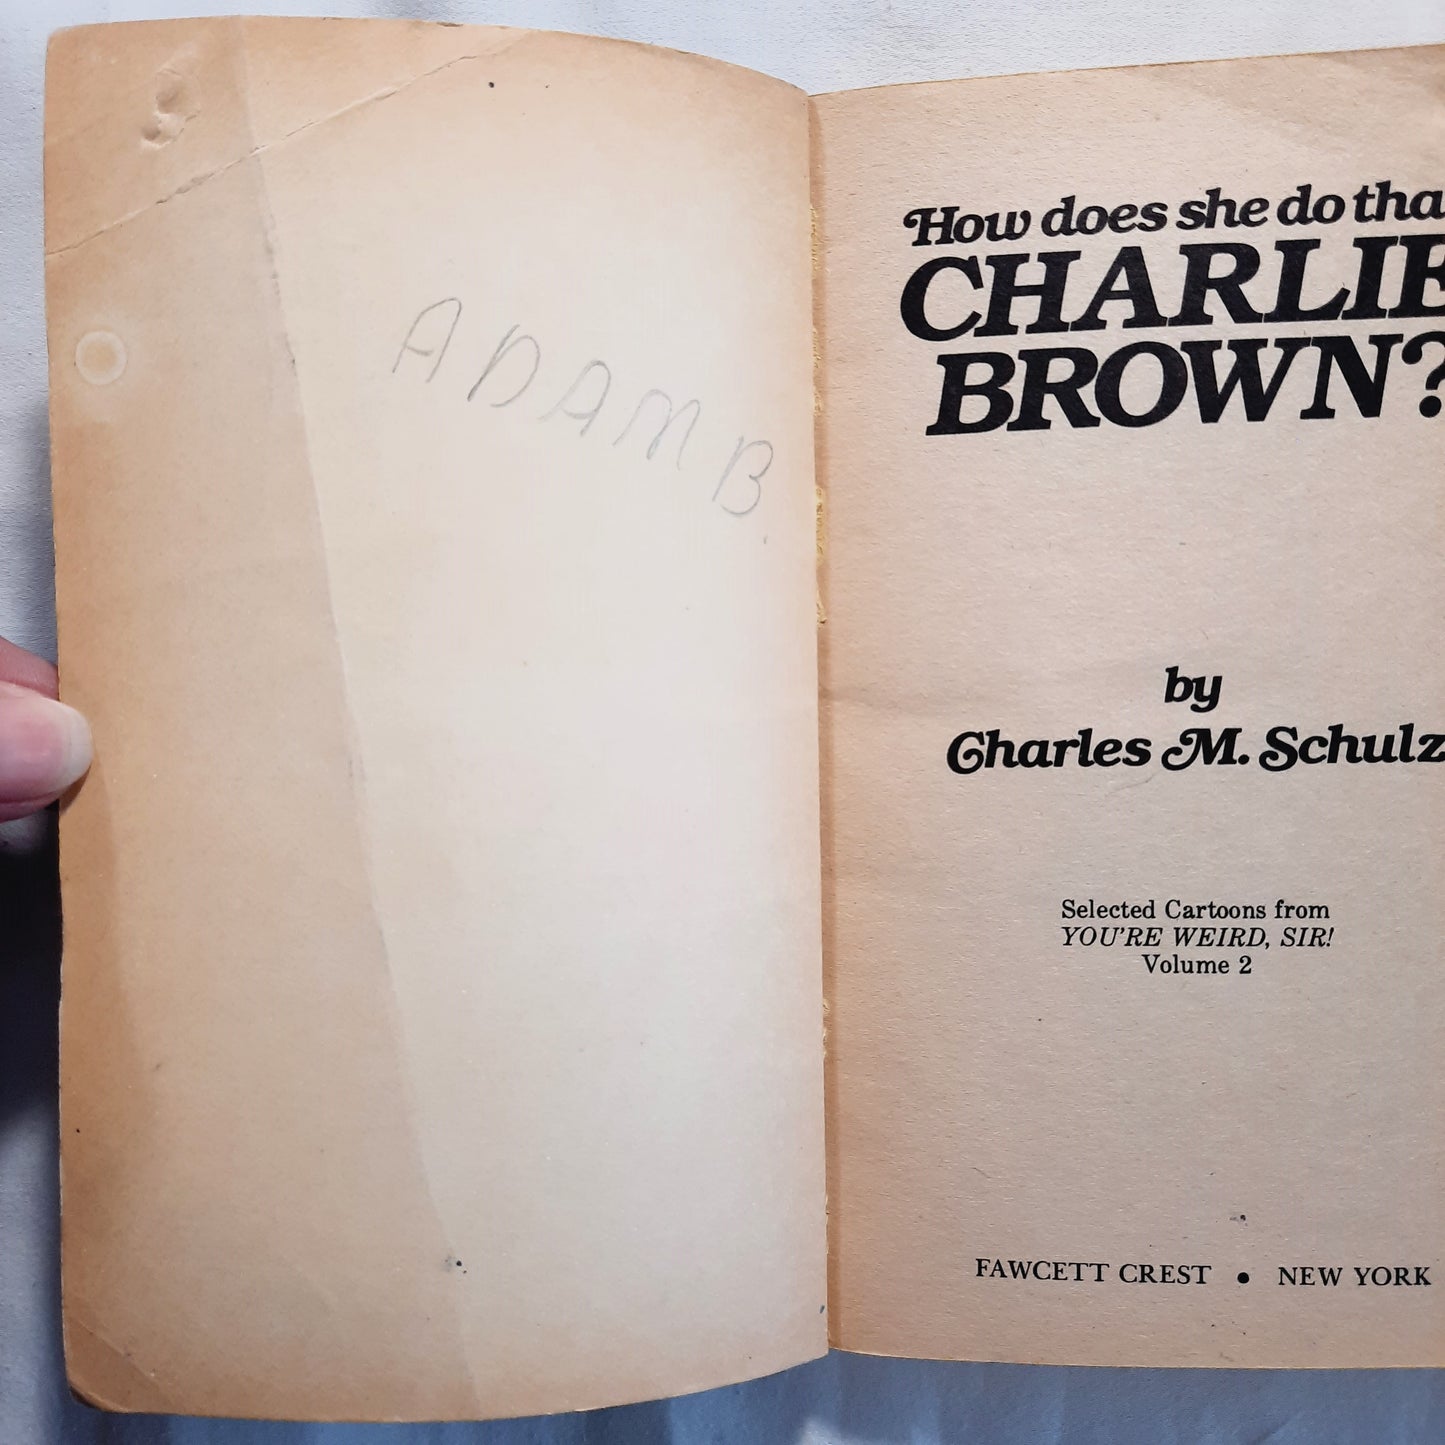 ADAM B
How does she do tha
CHARLIE
BROWN?
by
Charles M. Schulz
Selected Cartoons from
YOU'RE WEIRD, SIR!
Volume 2
FAWCETT CREST • NEW YORK